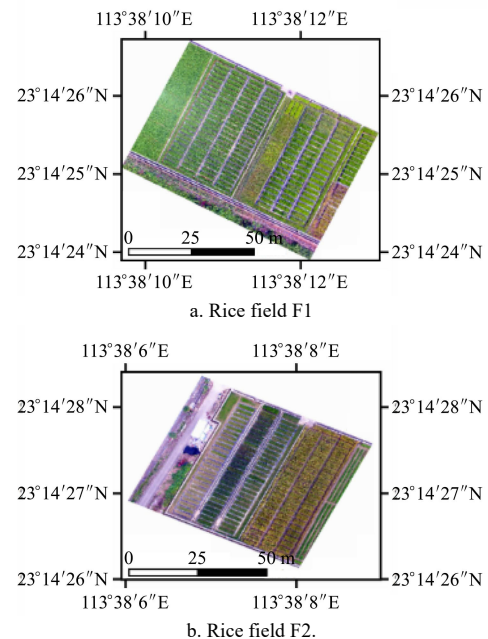 113°38′10″E 113°38′12″E
23°14′26″N 23°14′26″N
23°14′25″N 23°14′25″N
0 25 50 m
23°14′24″N 23°14′24″N
113°38′10″E 113°38′12″E
a. Rice field F1
113°38′6″E 113°38′8″E
23°14′28″N 23°14′28″N
23°14′27″N 23°14′27″N
0 25 50 m
23°14′26″N 23°14′26″N
113°38′6″E 113°38′8″E
b. Rice field F2.